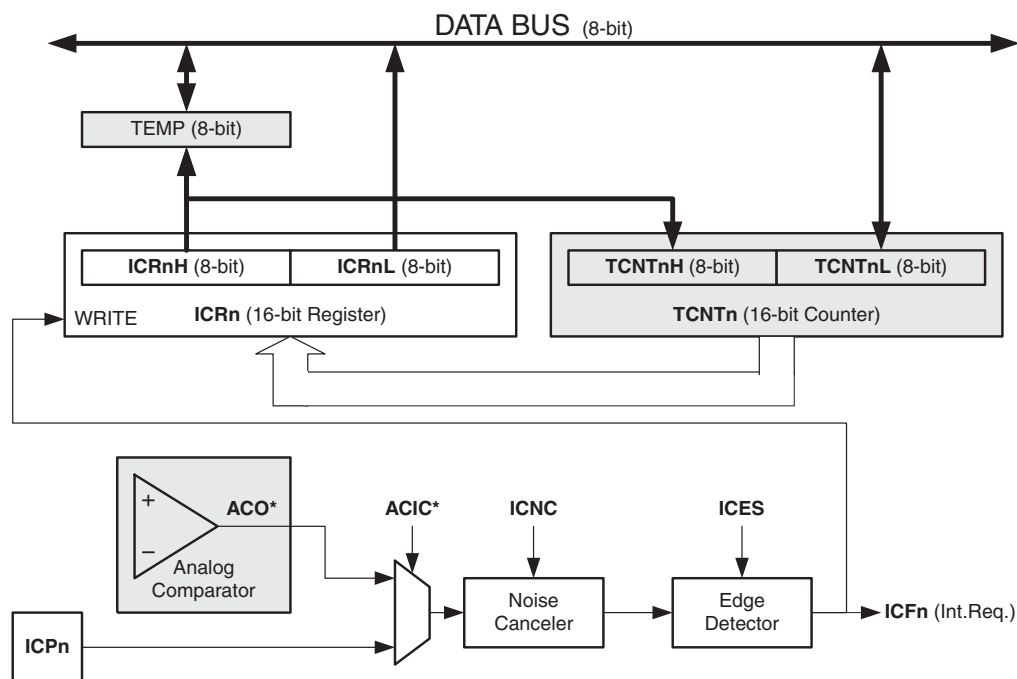 DATA BUS (8-bit)
TEMP (8-bit)
ICRnH (8-bit) ICRnL (8-bit)
TCNTnH (8-bit) TCNTnL (8-bit)
WRITE ICRn (16-bit Register)
TCNTn (16-bit Counter)
+
−
ACO*
Analog
Comparator
ACIC*
ICNC
ICES
Noise
Canceler
Edge
Detector
ICFn (Int.Req.)
ICPn